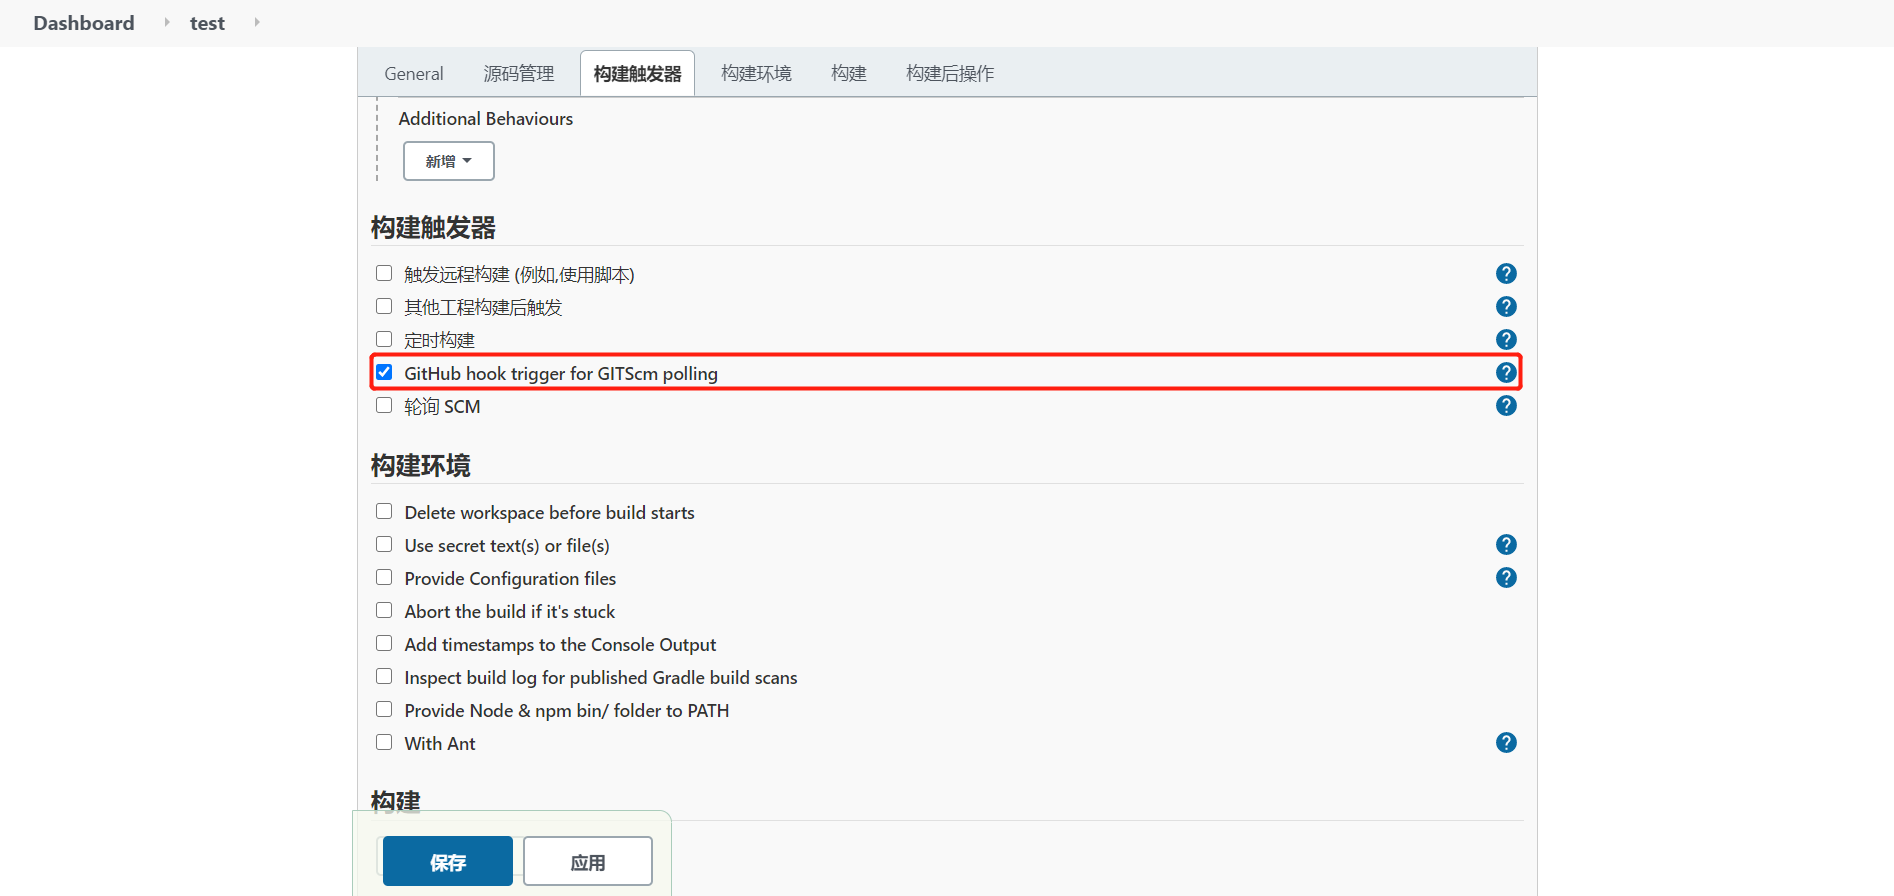 Dashboard test
General 源码管理 构建触发器 构建环境 构建 构建后操作
Additional Behaviours
新增
构建触发器
触发远程构建 (例如,使用脚本)
其他工程构建后触发
定时构建
GitHub hook trigger for GITScm polling
轮询 SCM
构建环境
Delete workspace before build starts
Use secret text(s) or file(s)
Provide Configuration files
Abort the build if it's stuck
Add timestamps to the Console Output
Inspect build log for published Gradle build scans
Provide Node & npm bin/ folder to PATH
With Ant
构建
保存 应用